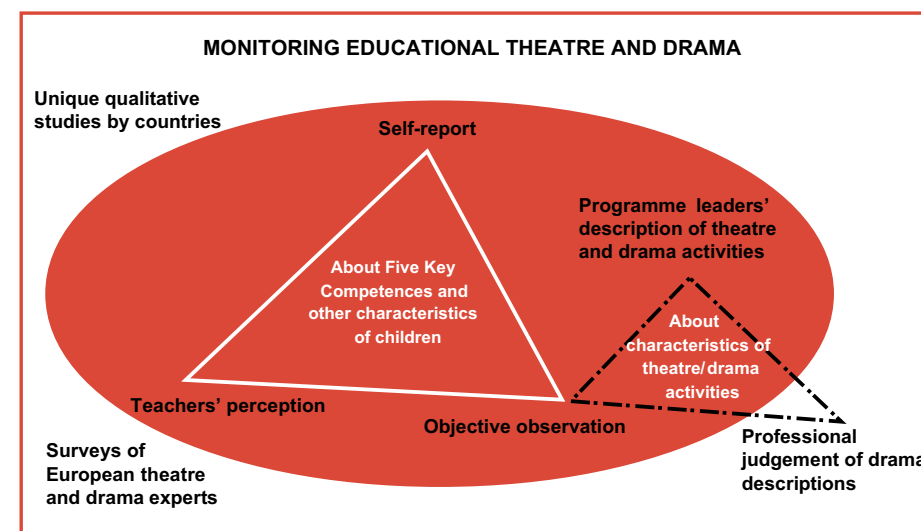 MONITORING EDUCATIONAL THEATRE AND DRAMA
Unique qualitative
studies by countries
Self-report
Programme leaders’
description of theatre
and drama activities
About Five Key
Competences and
other characteristics
of children
About
characteristics of
theatre/drama
activities
Teachers’ perception
Objective observation
Professional
judgement of drama
descriptions
Surveys of
European theatre
and drama experts